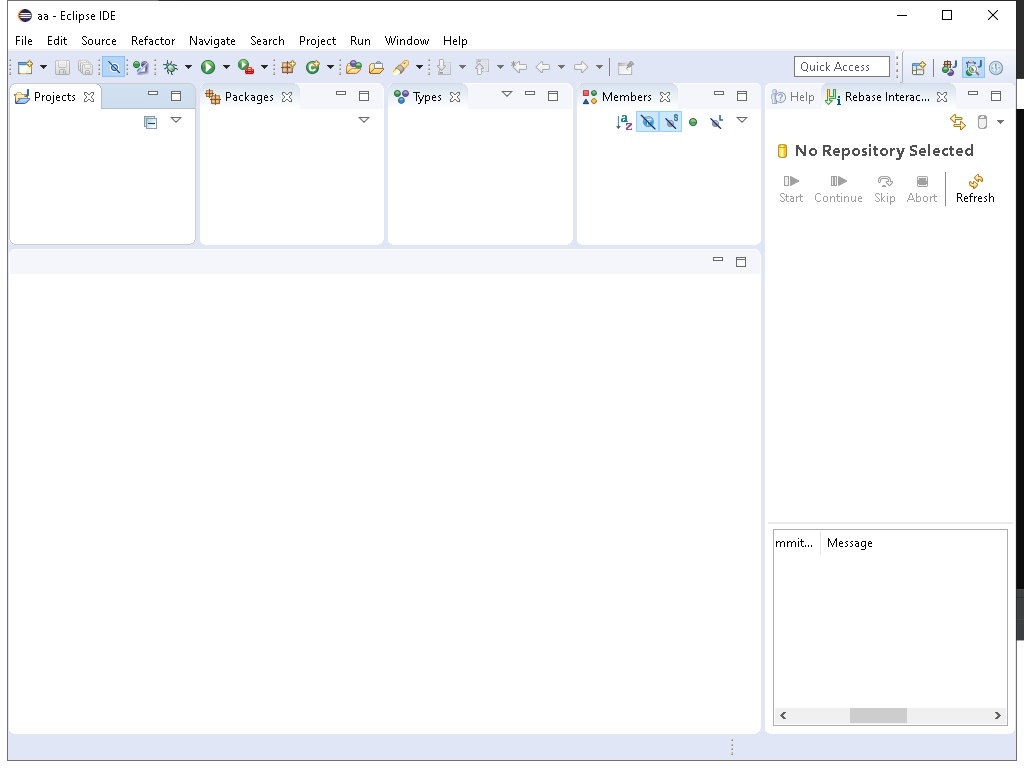 aa - Eclipse IDE
File Edit Source Refactor Navigate Search Project Run Window Help
Quick Access
Projects Packages Types Members Help Rebase Interac...
No Repository Selected
Start Continue Skip Abort Refresh
mmit... Message